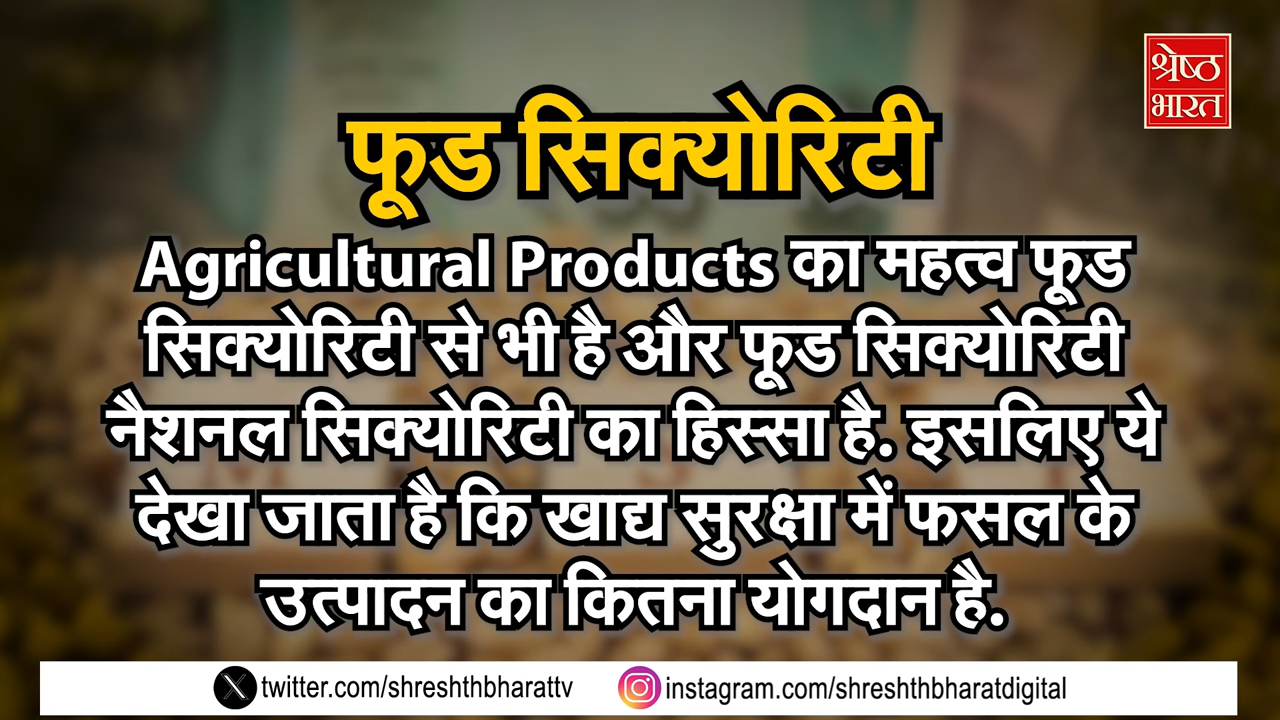 श्रेष्ठ
भारत
फूड सिक्योरिटी
Agricultural Products का महत्व फूड
सिक्योरिटी से भी है और फूड सिक्योरिटी
नैशनल सिक्योरिटी का हिस्सा है. इसलिए ये
देखा जाता है कि खाद्य सुरक्षा में फसल के
उत्पादन का कितना योगदान है.
twitter.com/shreshthbharattv
instagram.com/shreshthbharatdigital